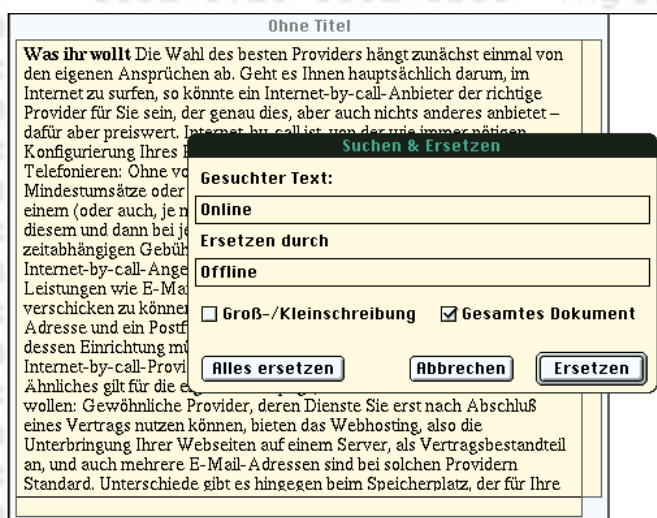 Ohne Titel
Was ihr wollt Die Wahl des besten Providers hängt zunächst einmal von
den eigenen Ansprüchen ab. Geht es Ihnen hauptsächlich darum, im
Internet zu surfen, so könnte ein Internet-by-call-Anbieter der richtige
Provider für Sie sein, der genau dies, aber auch nichts anderes anbietet –
dafür aber preiswert. Internet-by-call ist, von der wie immer nötigen
Konfigurierung Ihres
Telefonieren: Ohne
Mindestumsätze oder
einem (oder auch, je
diesem und dann bei
zeitabhängigen
Internet-by-call-
Leistungen wie
verschicken zu
Adresse und ein
dessen Einrichtung
Internet-by-call-
Ähnliches gilt für die
wollen: Gewöhnliche Provider, deren Dienste Sie erst nach Abschluß
eines Vertrags nutzen können, bieten das Webhosting, also die
Unterbringung Ihrer Webseiten auf einem Server, als Vertragsbestandteil
an, und auch mehrere E-Mail-Adressen sind bei solchen Providern
Standard. Unterschiede gibt es hingegen beim Speicherplatz, der für Ihre
Suchen & Ersetzen
Gesuchter Text:
Online
Ersetzen durch
Offline
Groß-/Kleinschreibung Gesamtes Dokument
Alles ersetzen Abbrechen Ersetzen